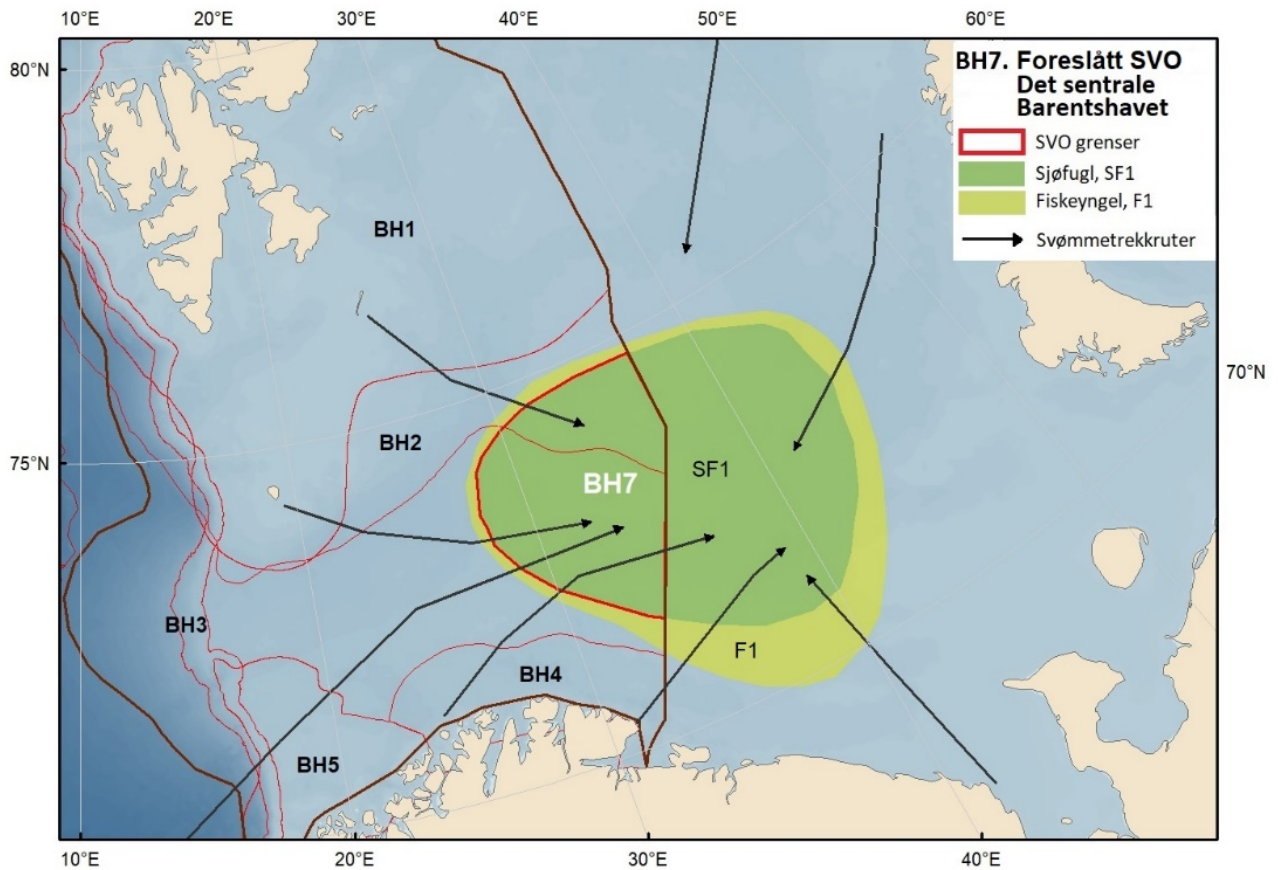 10°E 20°E 30°E 40°E 50°E 60°E
80°N
BH7. Foreslått SVO
Det sentrale
Barentshavet
SVO grenser
Sjøfugl, SF1
Fiskeyngel, F1
Svømmetrekkruter
BH1
70°N
BH2
75°N
SF1
BH7
BH3
F1
BH4
BH5
10°E 20°E 30°E 40°E